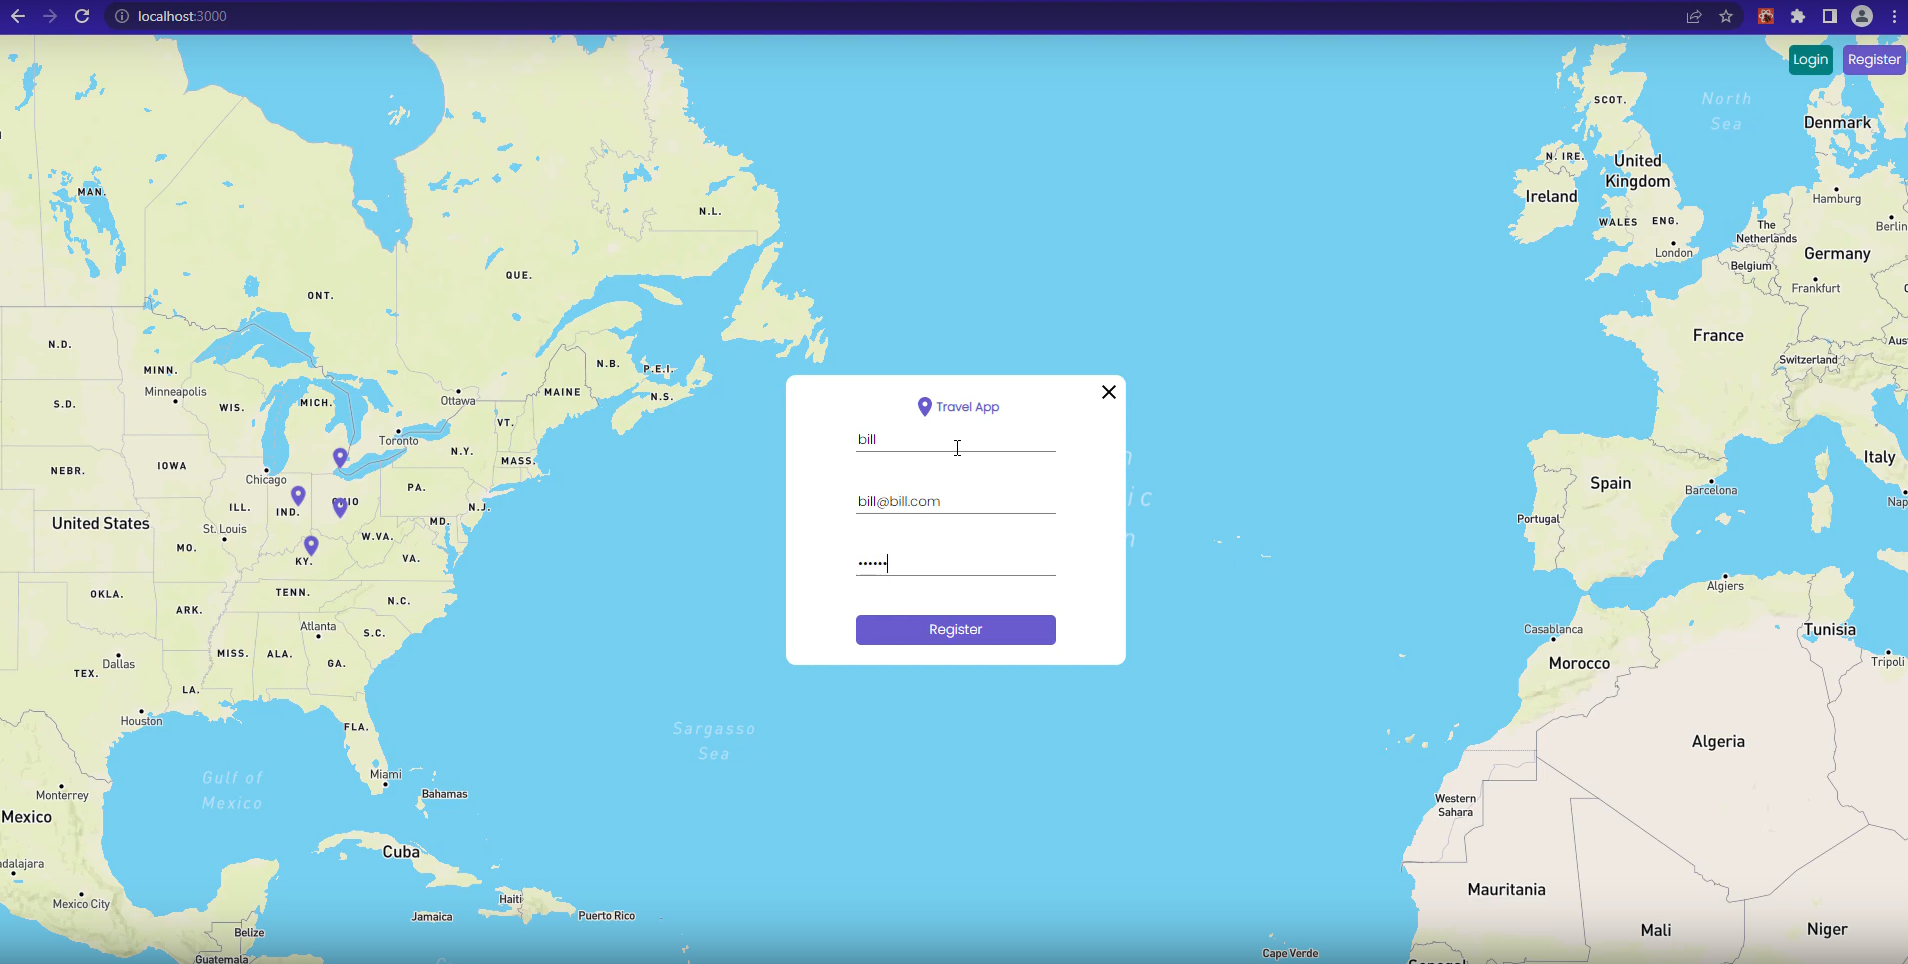 localhost:3000
Login
Register
North
Sea
SCOT.
Denmark
N. IRE.
United
Kingdom
Ireland
Hamburg
WALES
ENG.
The
Netherlands
Berlin
London
Germany
Belgium
Frankfurt
MAN.
N.L.
QUE.
ONT.
France
Switzerland
Aus
N.D.
MINN.
Minneapolis
N.B.
P.E.I.
MAINE
N.S.
Ottawa
S.D.
WIS.
MICH.
VT.
Toronto
N.Y.
MASS.
NEBR.
IOWA
Chicago
PA.
ILL.
IND.
N.J.
United States
St. Louis
MD.
W.VA.
MO.
KY.
VA.
OKLA.
ARK.
TENN.
N.C.
Atlanta
S.C.
MISS.
ALA.
GA.
Dallas
TEX.
LA.
Houston
FLA.
Travel App
bill
bill@bill.com
••••••
Register
Italy
Spain
Barcelona
Nap
Portugal
Algiers
Casablanca
Tunisia
Morocco
Tripoli
Sargasso
Sea
Algeria
Gulf of
Mexico
Miami
Bahamas
Monterrey
Mexico
Western
Sahara
Cuba
dalajara
Mexico City
Haiti
Jamaica
Puerto Rico
Mauritania
Belize
Mali
Niger
Guatemala
Cape Verde